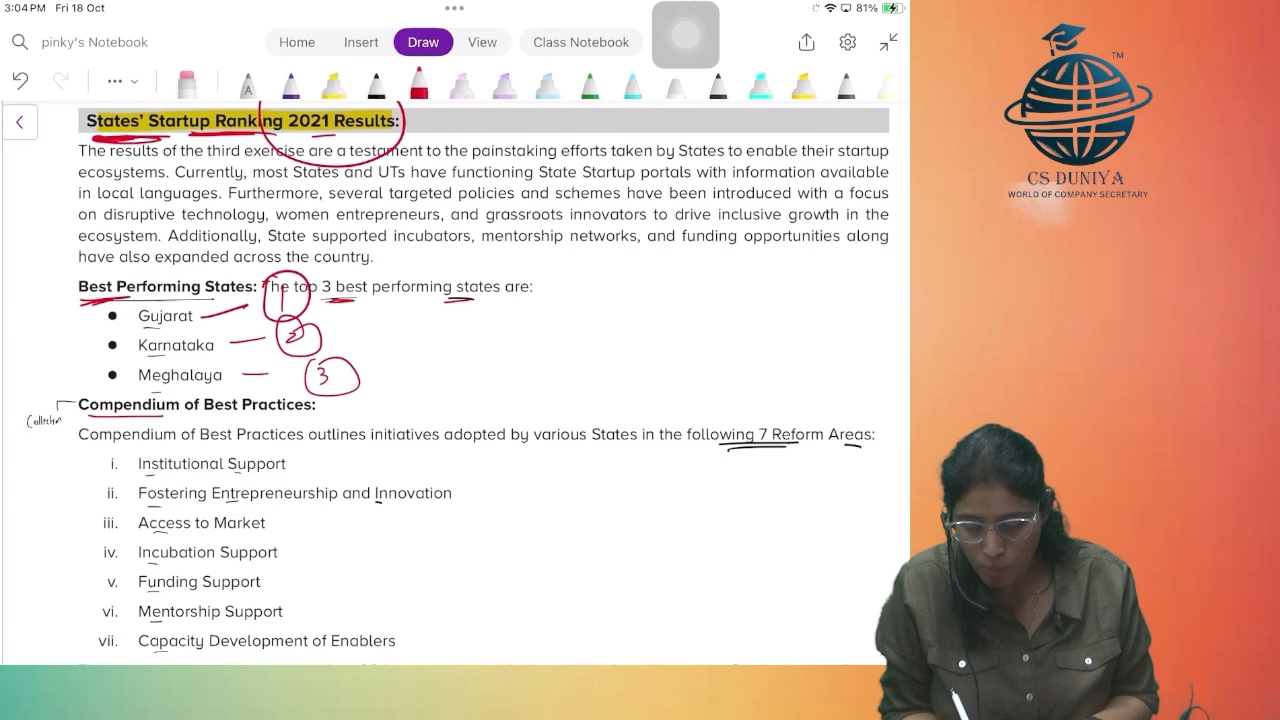 3:04 PM Fri 18 Oct
81%
pinky's Notebook
Home Insert Draw View Class Notebook
A
States' Startup Ranking 2021 Results:
The results of the third exercise are a testament to the painstaking efforts taken by States to enable their startup
ecosystems. Currently, most States and UTs have functioning State Startup portals with information available
in local languages. Furthermore, several targeted policies and schemes have been introduced with a focus
on disruptive technology, women entrepreneurs, and grassroots innovators to drive inclusive growth in the
ecosystem. Additionally, State supported incubators, mentorship networks, and funding opportunities along
have also expanded across the country.
Best Performing States: The top 3 best performing states are:
● Gujarat 1
● Karnataka 2
● Meghalaya 3
Compendium of Best Practices:
Collection
Compendium of Best Practices outlines initiatives adopted by various States in the following 7 Reform Areas:
i. Institutional Support
ii. Fostering Entrepreneurship and Innovation
iii. Access to Market
iv. Incubation Support
v. Funding Support
vi. Mentorship Support
vii. Capacity Development of Enablers
TM
CS DUNIYA
WORLD OF COMPANY SECRETARY